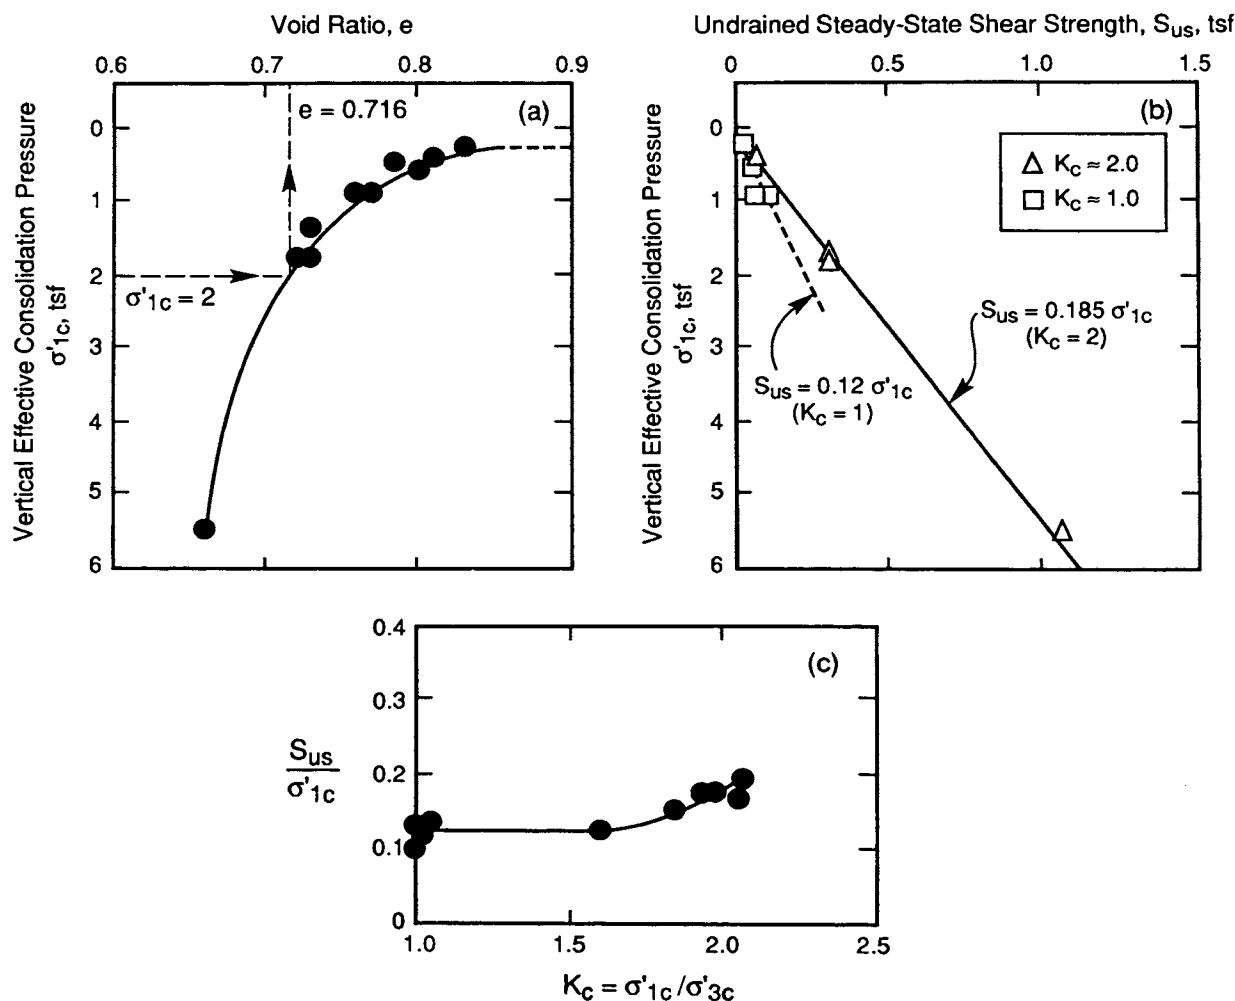 Void Ratio, e
0.6 0.7 0.8 0.9
Vertical Effective Consolidation Pressure
σ'1c, tsf
0
1
2
3
4
5
6
(a)
e = 0.716
σ'1c = 2
Undrained Steady-State Shear Strength, Sus, tsf
0 0.5 1.0 1.5
Vertical Effective Consolidation Pressure
σ'1c, tsf
0
1
2
3
4
5
6
(b)
Kc ≈ 2.0
Kc ≈ 1.0
Sus = 0.185 σ'1c
(Kc = 2)
Sus = 0.12 σ'1c
(Kc = 1)
Sus
σ'1c
0.4
0.3
0.2
0.1
0
(c)
1.0 1.5 2.0 2.5
Kc = σ'1c /σ'3c